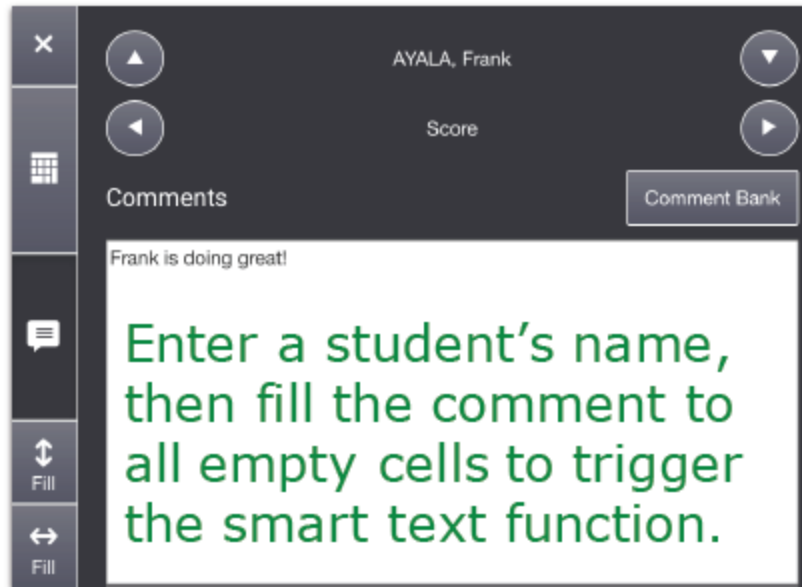 AYALA, Frank
Score
Comments
Comment Bank
Frank is doing great!
Enter a student’s name,
then fill the comment to
all empty cells to trigger
the smart text function.
Fill
Fill